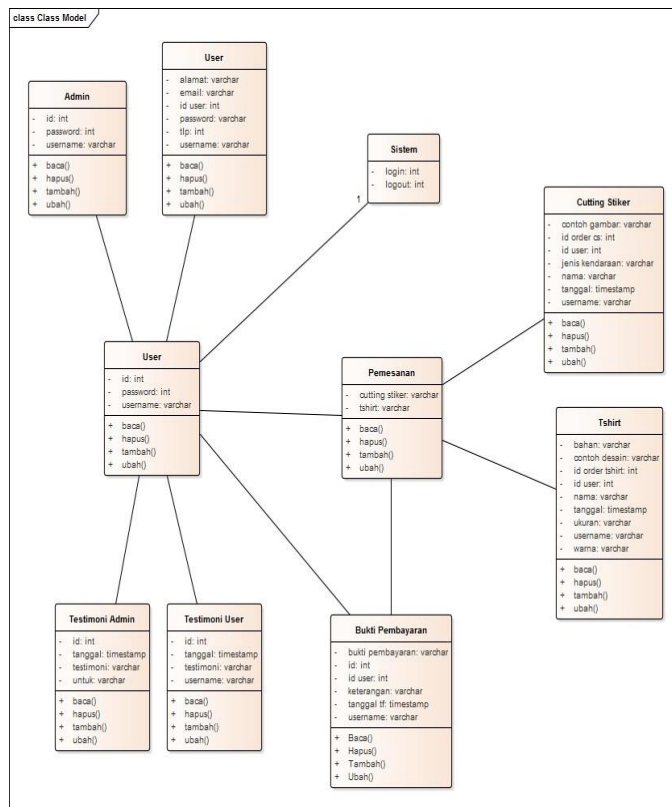 class Class Model
Admin
- id: int
- password: int
- username: varchar
+ baca()
+ hapus()
+ tambah()
+ ubah()
User
- alamat: varchar
- email: varchar
- id user: int
- password: varchar
- tlp: int
- username: varchar
+ baca()
+ hapus()
+ tambah()
+ ubah()
Sistem
- login: int
- logout: int
1
Cutting Stiker
- contoh gambar: varchar
- id order cs: int
- id user: int
- jenis kendaraan: varchar
- nama: varchar
- tanggal: timestamp
- username: varchar
+ baca()
+ hapus()
+ tambah()
+ ubah()
User
- id: int
- password: int
- username: varchar
+ baca()
+ hapus()
+ tambah()
+ ubah()
Pemesanan
- cutting stiker: varchar
- tshirt: varchar
+ baca()
+ hapus()
+ tambah()
+ ubah()
Tshirt
- bahan: varchar
- contoh desain: varchar
- id order tshirt: int
- id user: int
- nama: varchar
- tanggal: timestamp
- ukuran: varchar
- username: varchar
- warna: varchar
+ baca()
+ hapus()
+ tambah()
+ ubah()
Testimoni Admin
- id: int
- tanggal: timestamp
- testimoni: varchar
- untuk: varchar
+ baca()
+ hapus()
+ tambah()
+ ubah()
Testimoni User
- id: int
- tanggal: timestamp
- testimoni: varchar
- username: varchar
+ baca()
+ hapus()
+ tambah()
+ ubah()
Bukti Pembayaran
- bukti pembayaran: varchar
- id: int
- id user: int
- keterangan: varchar
- tanggal tf: timestamp
- username: varchar
+ Baca()
+ Hapus()
+ Tambah()
+ Ubah()